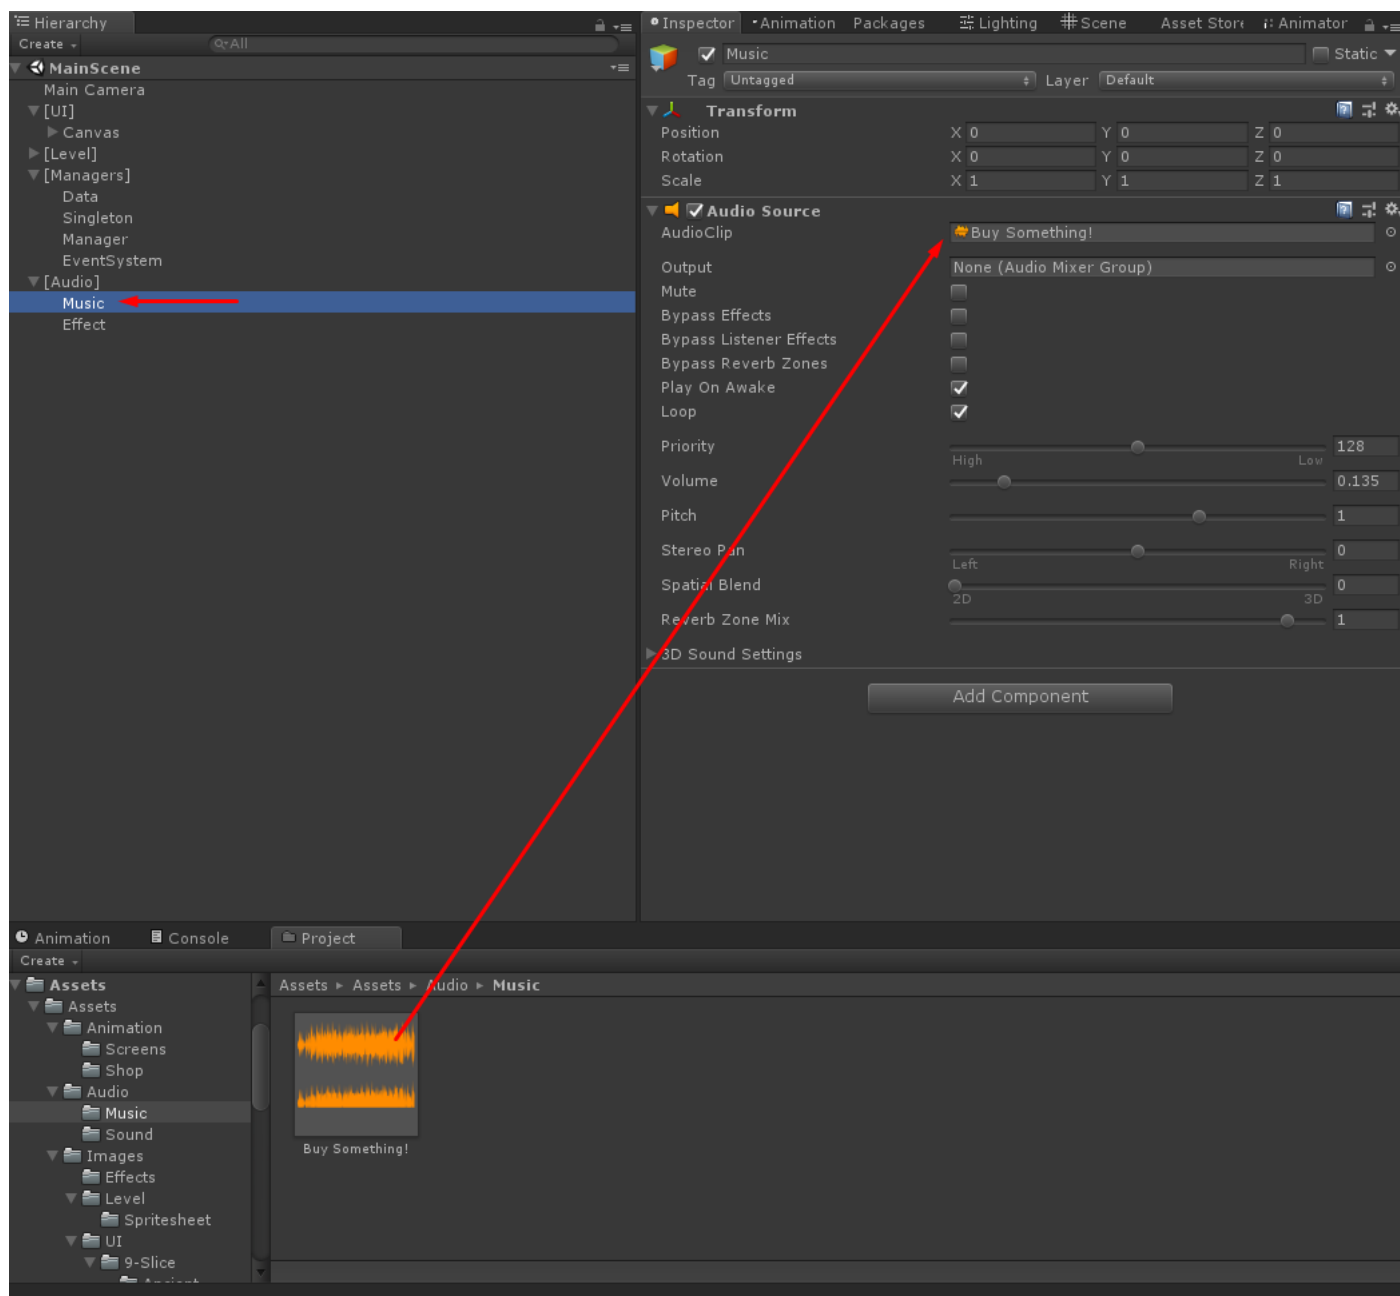 Hierarchy
Create
All
MainScene
Main Camera
[UI]
Canvas
[Level]
[Managers]
Data
Singleton
Manager
EventSystem
[Audio]
Music
Effect
Inspector Animation Packages Lighting Scene Asset Store Animator
Music Static
Tag Untagged Layer Default
Transform
Position X 0 Y 0 Z 0
Rotation X 0 Y 0 Z 0
Scale X 1 Y 1 Z 1
Audio Source
AudioClip Buy Something!
Output None (Audio Mixer Group)
Mute
Bypass Effects
Bypass Listener Effects
Bypass Reverb Zones
Play On Awake
Loop
Priority 128
High Low
Volume 0.135
Pitch 1
Stereo Pan 0
Left Right
Spatial Blend 0
2D 3D
Reverb Zone Mix 1
3D Sound Settings
Add Component
Animation Console Project
Create
Assets
Assets
Animation
Screens
Shop
Audio
Music
Sound
Images
Effects
Level
Spritesheet
UI
9-Slice
Assets ▸ Assets ▸ Audio ▸ Music
Buy Something!